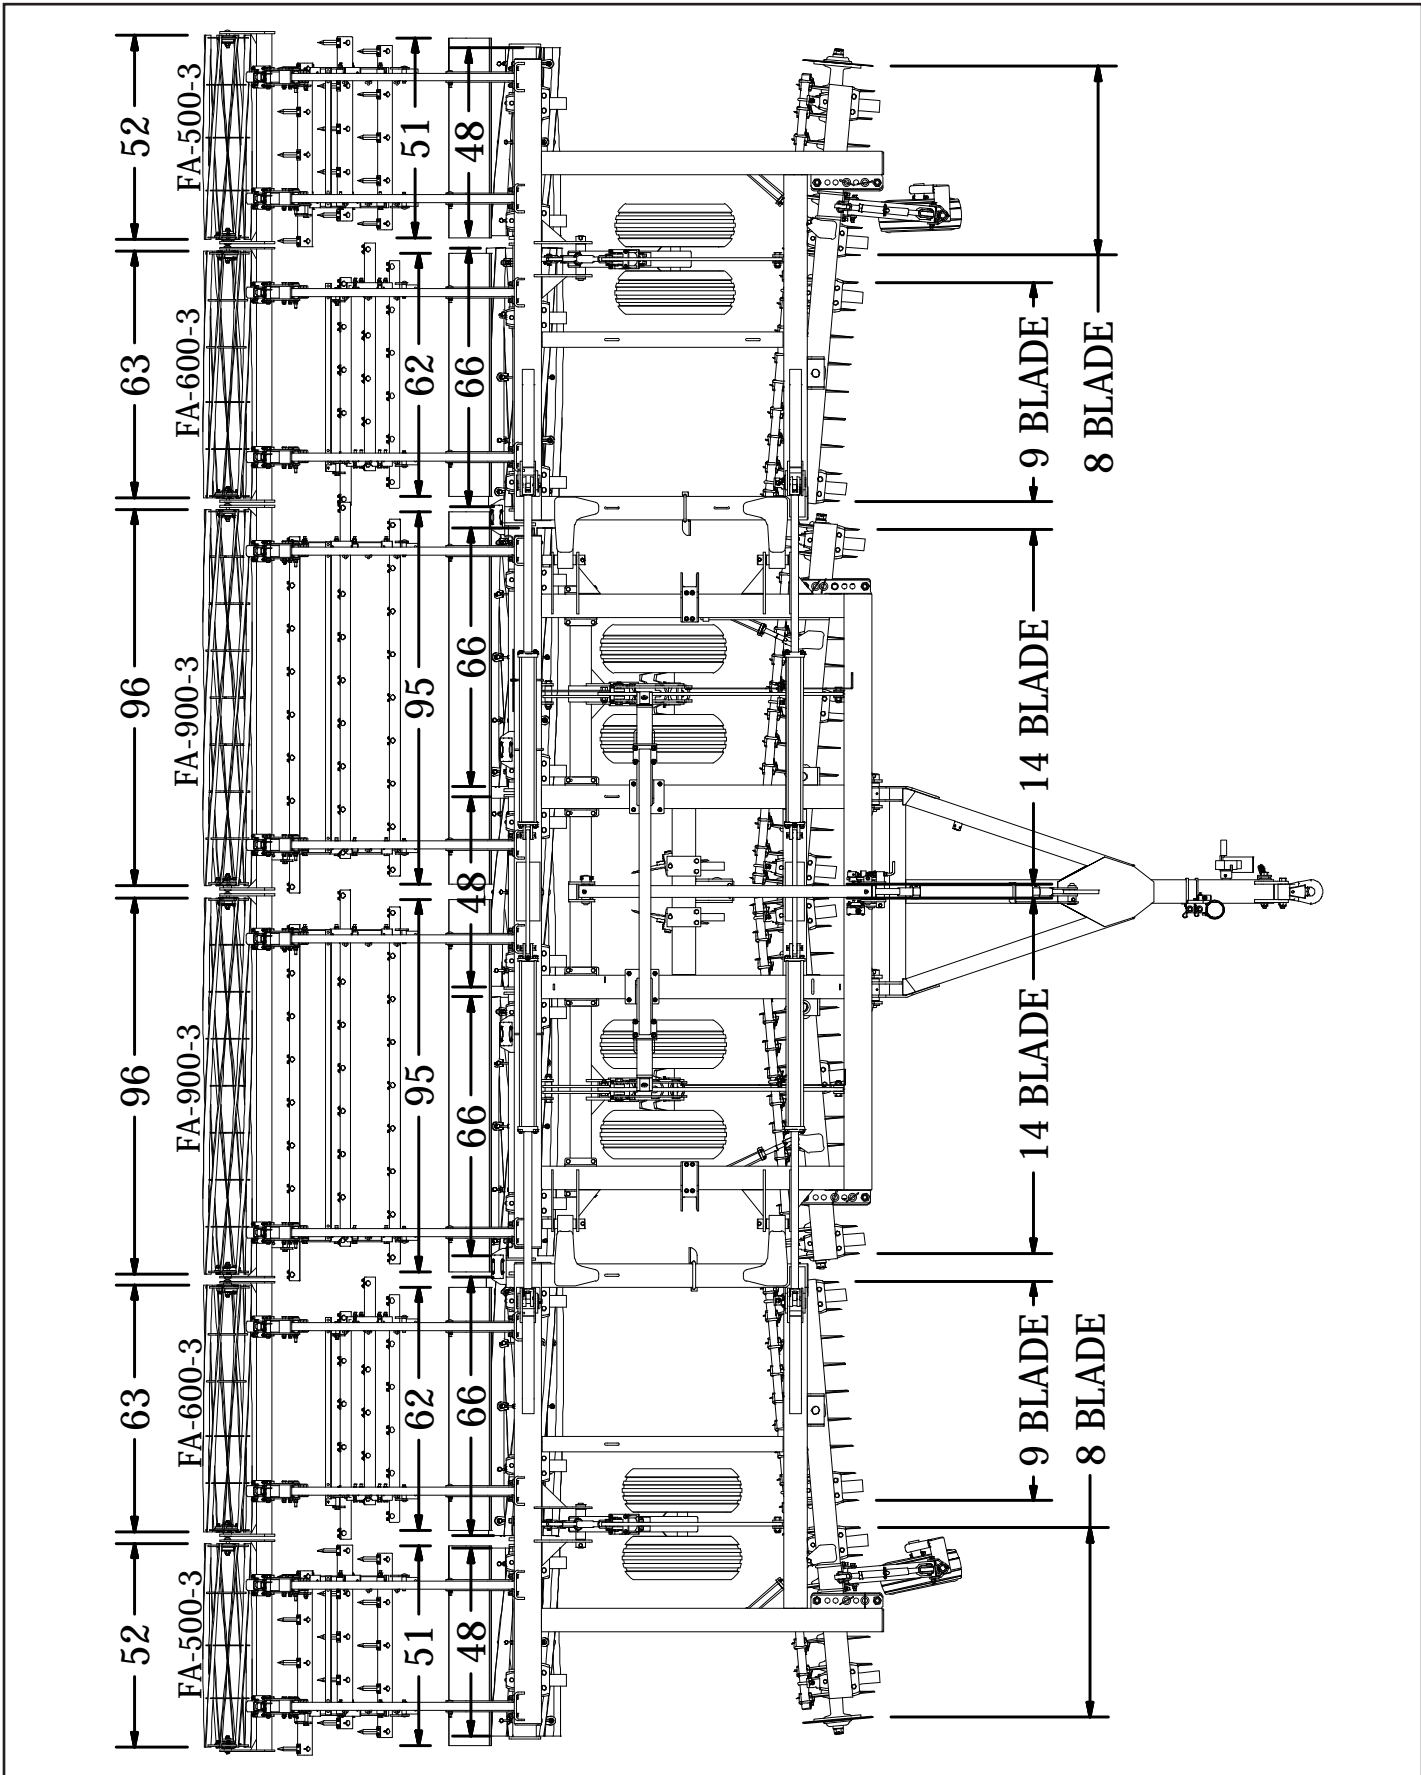 52 63 96 96 63 52
FA-500-3 FA-600-3 FA-900-3 FA-900-3 FA-600-3 FA-500-3
51 62 95 95 62 51
48 66 66 48 66 66 48
9 BLADE 14 BLADE 14 BLADE 9 BLADE
8 BLADE 8 BLADE